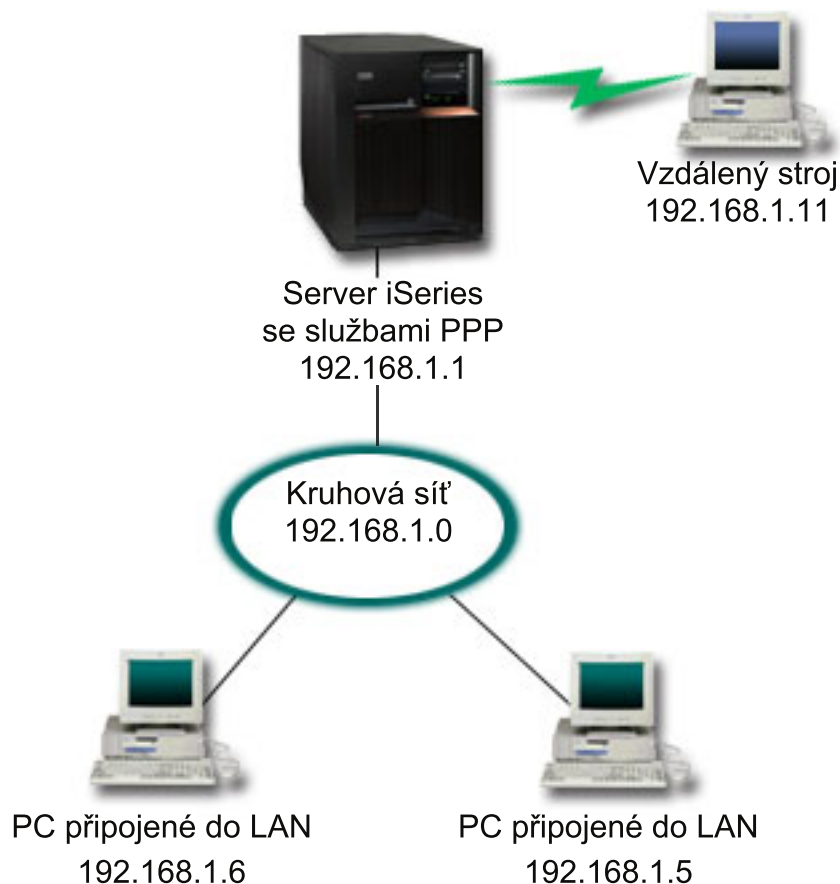 Vzdálený stroj
192.168.1.11
Server iSeries
se službami PPP
192.168.1.1
Kruhová síť
192.168.1.0
PC připojené do LAN
192.168.1.6
PC připojené do LAN
192.168.1.5